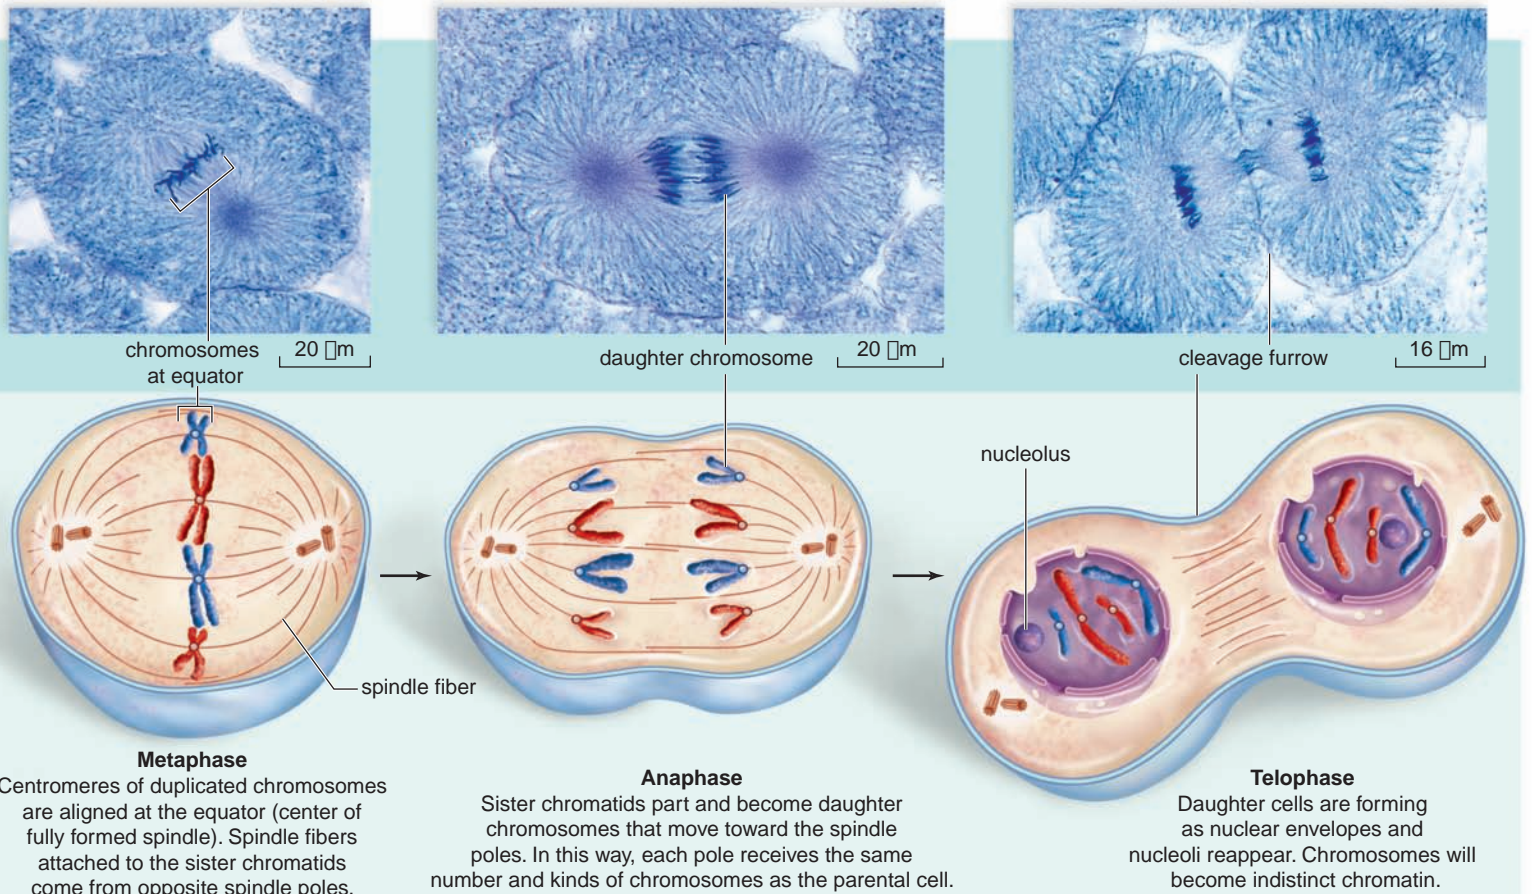 chromosomes
at equator
20 m
daughter chromosome
20 m
cleavage furrow
16 m
nucleolus
spindle fiber
Metaphase
Centromeres of duplicated chromosomes
are aligned at the equator (center of
fully formed spindle). Spindle fibers
attached to the sister chromatids
come from opposite spindle poles.
Anaphase
Sister chromatids part and become daughter
chromosomes that move toward the spindle
poles. In this way, each pole receives the same
number and kinds of chromosomes as the parental cell.
Telophase
Daughter cells are forming
as nuclear envelopes and
nucleoli reappear. Chromosomes will
become indistinct chromatin.